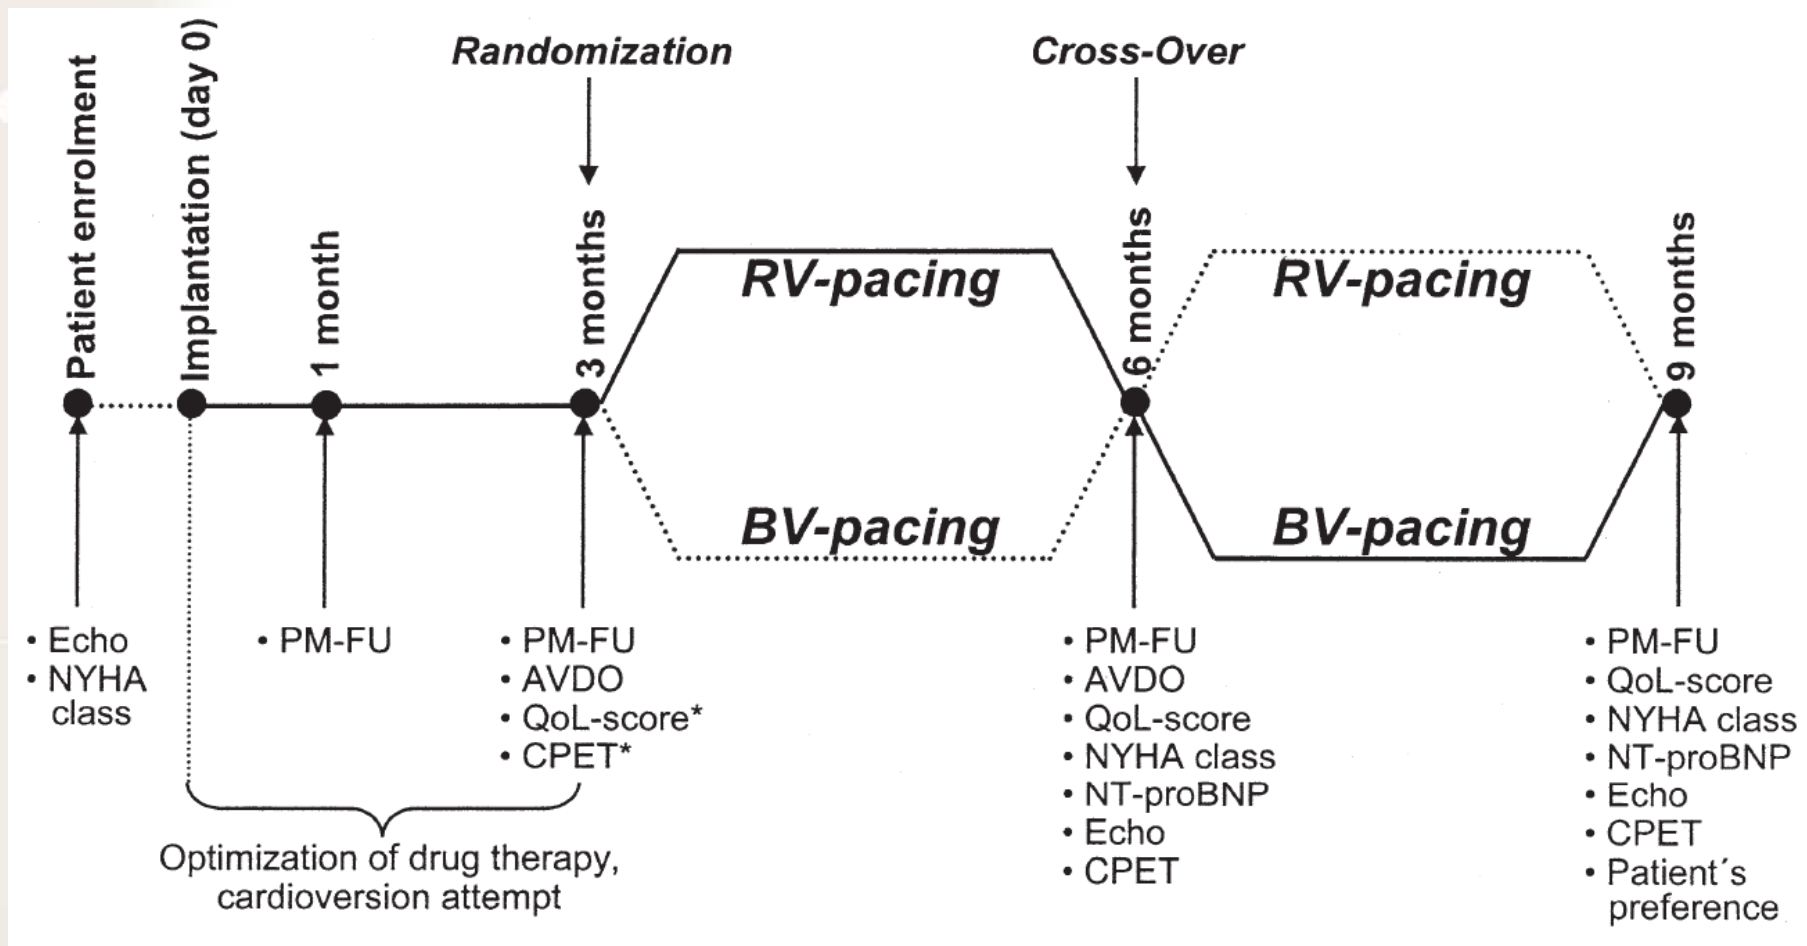 Randomization
Cross-Over
Patient enrolment
Implantation (day 0)
1 month
3 months
6 months
9 months
RV-pacing
RV-pacing
BV-pacing
BV-pacing
• Echo
• NYHA
class
• PM-FU
• PM-FU
• AVDO
• QoL-score*
• CPET*
• PM-FU
• AVDO
• QoL-score
• NYHA class
• NT-proBNP
• Echo
• CPET
• PM-FU
• QoL-score
• NYHA class
• NT-proBNP
• Echo
• CPET
• Patient´s
preference
Optimization of drug therapy,
cardioversion attempt